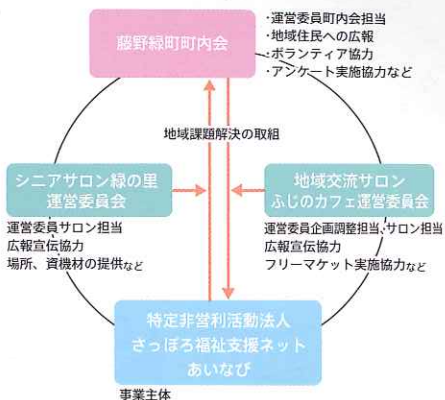 藤野緑町町内会
・運営委員町内会担当
・地域住民への広報
・ボランティア協力
・アンケート実施協力など
地域課題解決の取組
シニアサロン緑の里
運営委員会
運営委員サロン担当
広報宣伝協力
場所、資機材の提供など
地域交流サロン
ふじのカフェ運営委員会
運営委員企画調整担当、サロン担当
広報宣伝協力
フリーマケット実施協力など
特定非営利活動法人
さっぽろ福祉支援ネット
あいなび
事業主体